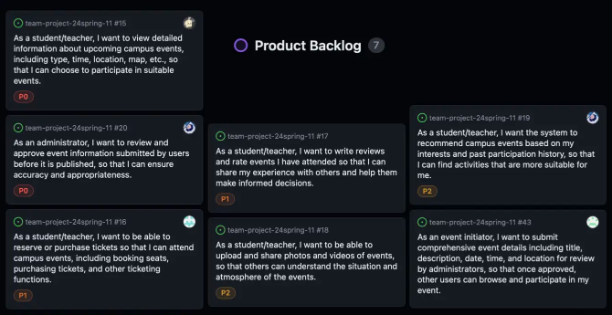 team-project-24spring-11 #15
As a student/teacher, I want to view detailed
information about upcoming campus events,
including type, time, location, map, etc., so
that I can choose to participate in suitable
events.
P0
Product Backlog 7
team-project-24spring-11 #20
As an administrator, I want to review and
approve event information submitted by users
before it is published, so that I can ensure
accuracy and appropriateness.
P0
team-project-24spring-11 #16
As a student/teacher, I want to be able to
reserve or purchase tickets so that I can attend
campus events, including booking seats,
purchasing tickets, and other ticketing
functions.
P1
team-project-24spring-11 #17
As a student/teacher, I want to write reviews
and rate events I have attended so that I can
share my experience with others and help them
make informed decisions.
P1
team-project-24spring-11 #18
As a student/teacher, I want to be able to
upload and share photos and videos of events,
so that others can understand the situation and
atmosphere of the events.
P2
team-project-24spring-11 #19
As a student/teacher, I want the system to
recommend campus events based on my
interests and past participation history, so that
I can find activities that are more suitable for
me.
P2
team-project-24spring-11 #43
As an event initiator, I want to submit
comprehensive event details including title,
description, date, time, and location for review
by administrators, so that once approved,
other users can browse and participate in my
event.